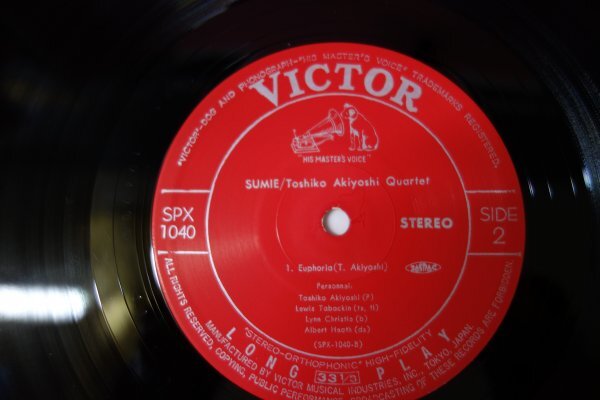 "VICTOR"-DOG AND PHONOGRAPH-"HIS MASTER'S VOICE" TRADEMARKS REGISTERED.
VICTOR
"HIS MASTER'S VOICE"
SUMIE/Toshiko Akiyoshi Quartet
SPX
1040
STEREO
SIDE
2
1. Euphoria(T. Akiyoshi)
Personnel:
Toshiko Akiyoshi(P)
Lewis Tabackin(ts, fl)
Lynn Christie(b)
Albert Heath(ds)
(SPX-1040-B)
"STEREO-ORTHOPHONIC" HIGH-FIDELITY
LONG 33 1/3 PLAY
MANUFACTURED BY VICTOR MUSICAL INDUSTRIES, INC., TOKYO, JAPAN.
ALL RIGHTS RESERVED, COPYING, PUBLIC PERFORMANCE, BROADCASTING OF THESE RECORDS ARE FORBIDDEN.